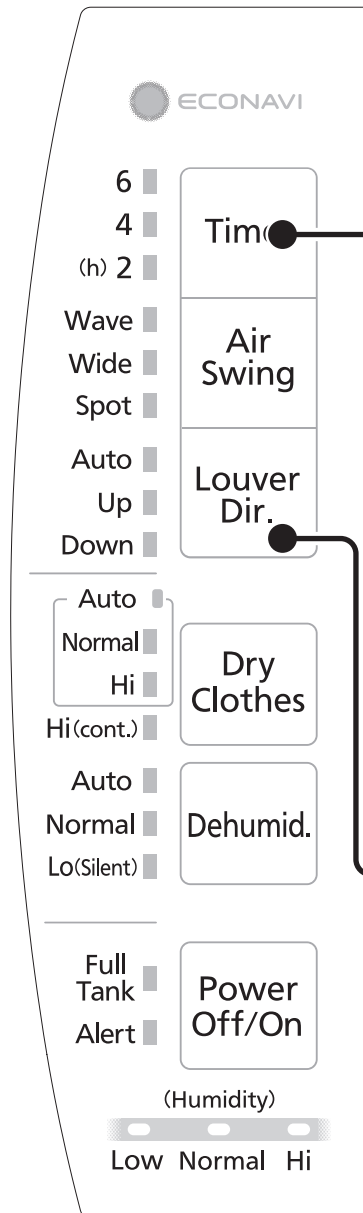 ECONAVI
6
4
(h) 2
Time
Wave
Wide
Spot
Air
Swing
Auto
Up
Down
Louver
Dir.
Auto
Normal
Hi
Hi(cont.)
Dry
Clothes
Auto
Normal
Lo(Silent)
Dehumid.
Full
Tank
Alert
Power
Off/On
(Humidity)
Low Normal Hi